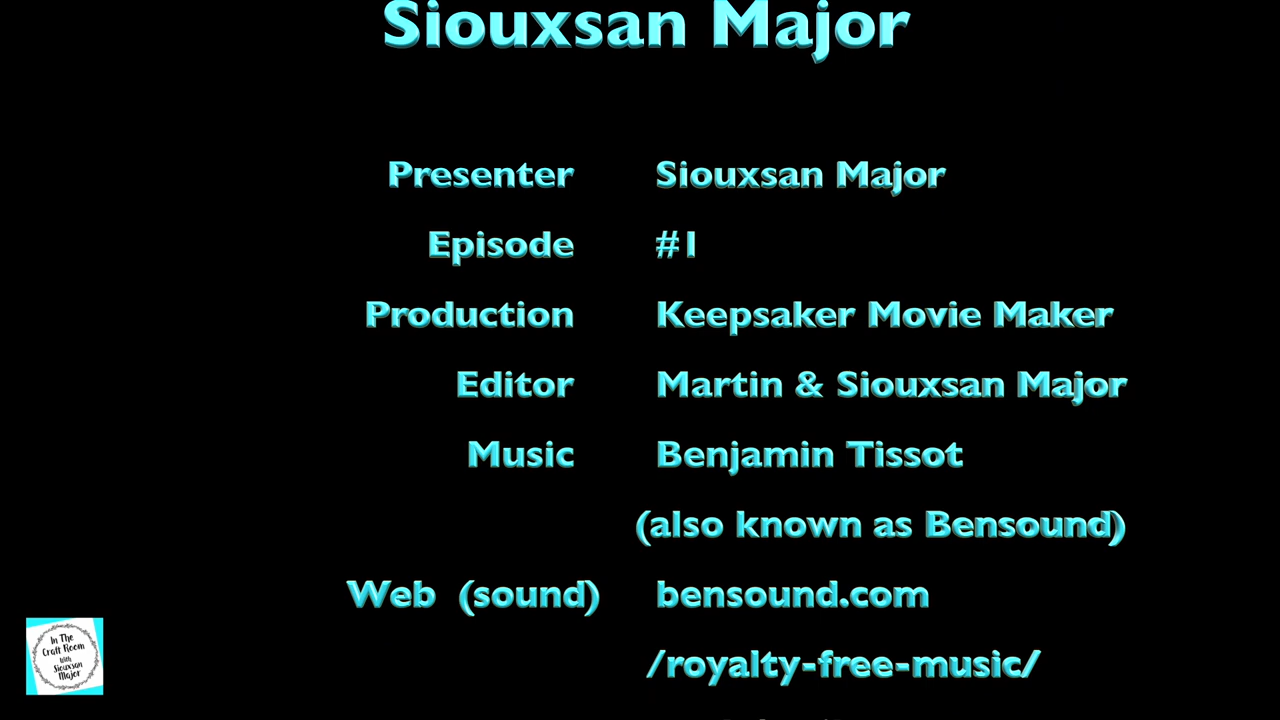 Siouxsan Major
Presenter Siouxsan Major
Episode #1
Production Keepsaker Movie Maker
Editor Martin & Siouxsan Major
Music Benjamin Tissot
(also known as Bensound)
Web (sound) bensound.com
/royalty-free-music/
In The
Craft Room
With
Siouxsan
Major